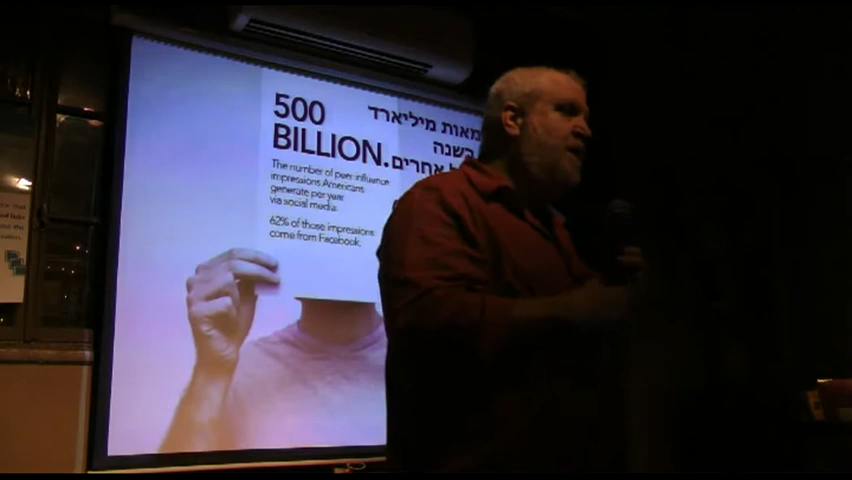 500
BILLION.
The number of peer influence
impressions Americans
generate per year
via social media.
62% of those impressions
come from Facebook.
מאות מיליארד
בשנה
אחרים